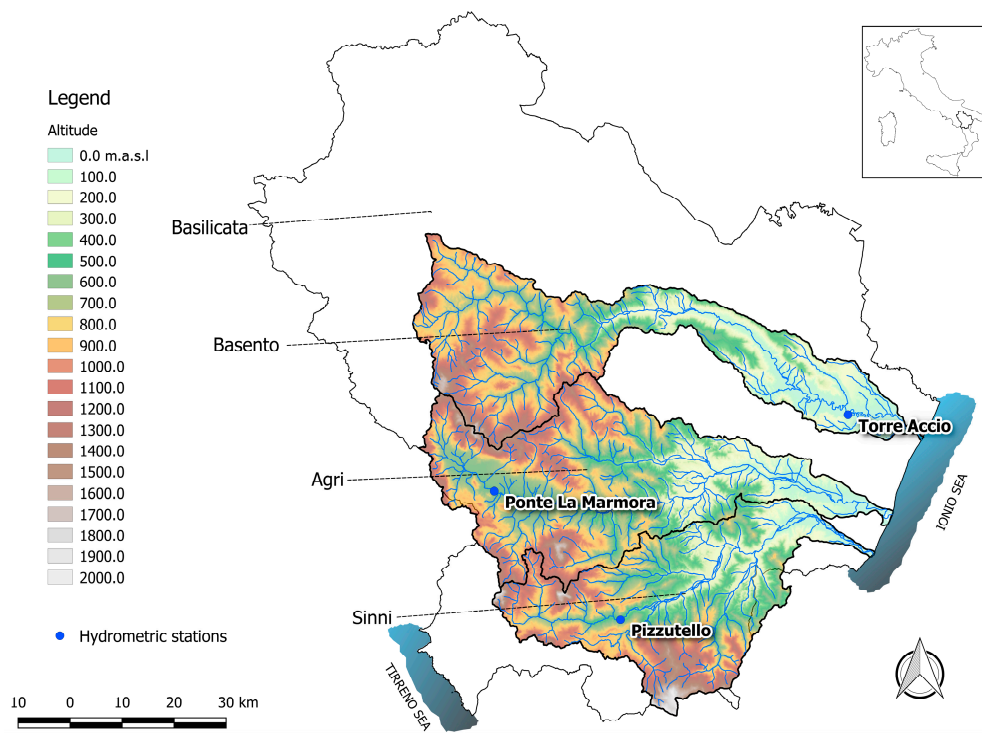 Legend
Altitude
0.0 m.a.s.l
100.0
200.0
300.0
400.0
500.0
600.0
700.0
800.0
900.0
1000.0
1100.0
1200.0
1300.0
1400.0
1500.0
1600.0
1700.0
1800.0
1900.0
2000.0
Hydrometric stations
10 0 10 20 30 km
Basilicata
Basento
Agri
Sinni
Torre Accio
Ponte La Marmora
Pizzutello
IONIO SEA
TIRRENO SEA